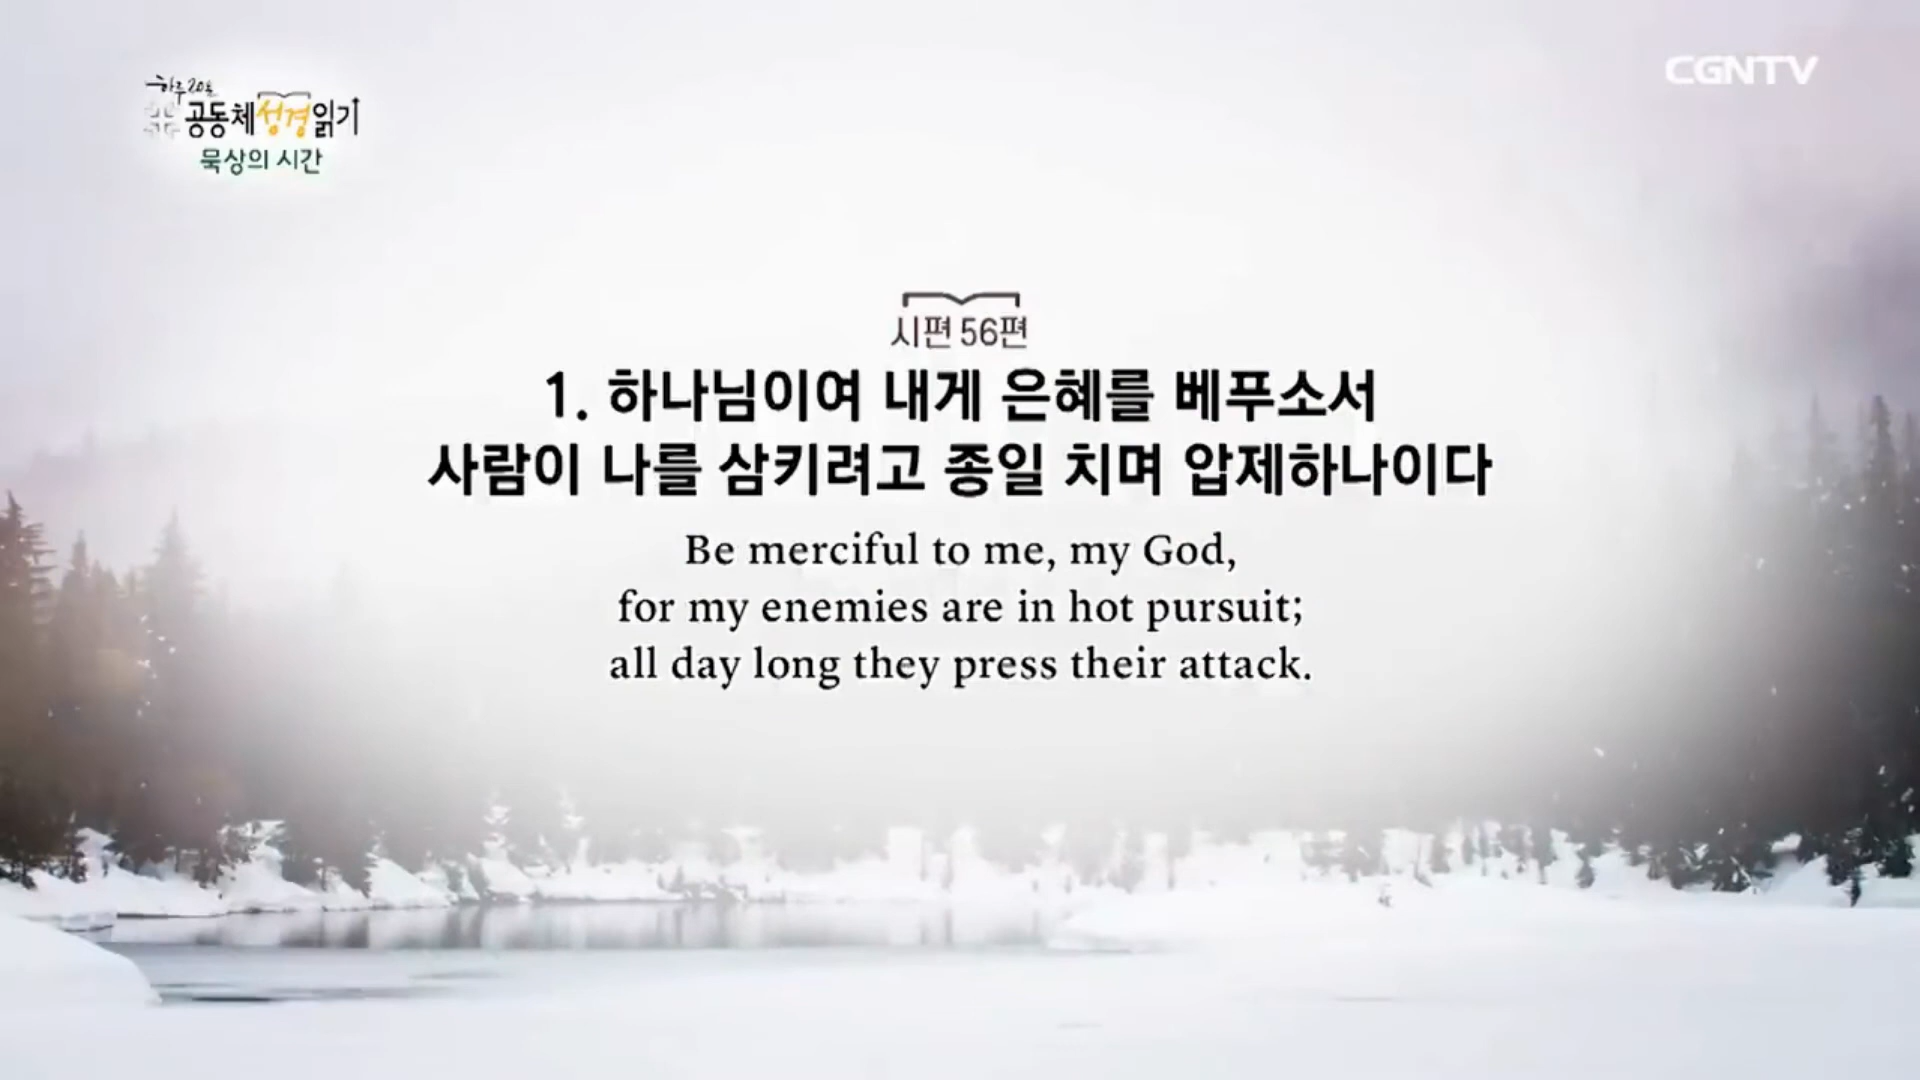 하루 20분
공동체성경읽기
묵상의 시간
CGNTV
시편 56편
1. 하나님이여 내게 은혜를 베푸소서
사람이 나를 삼키려고 종일 치며 압제하나이다
Be merciful to me, my God,
for my enemies are in hot pursuit;
all day long they press their attack.